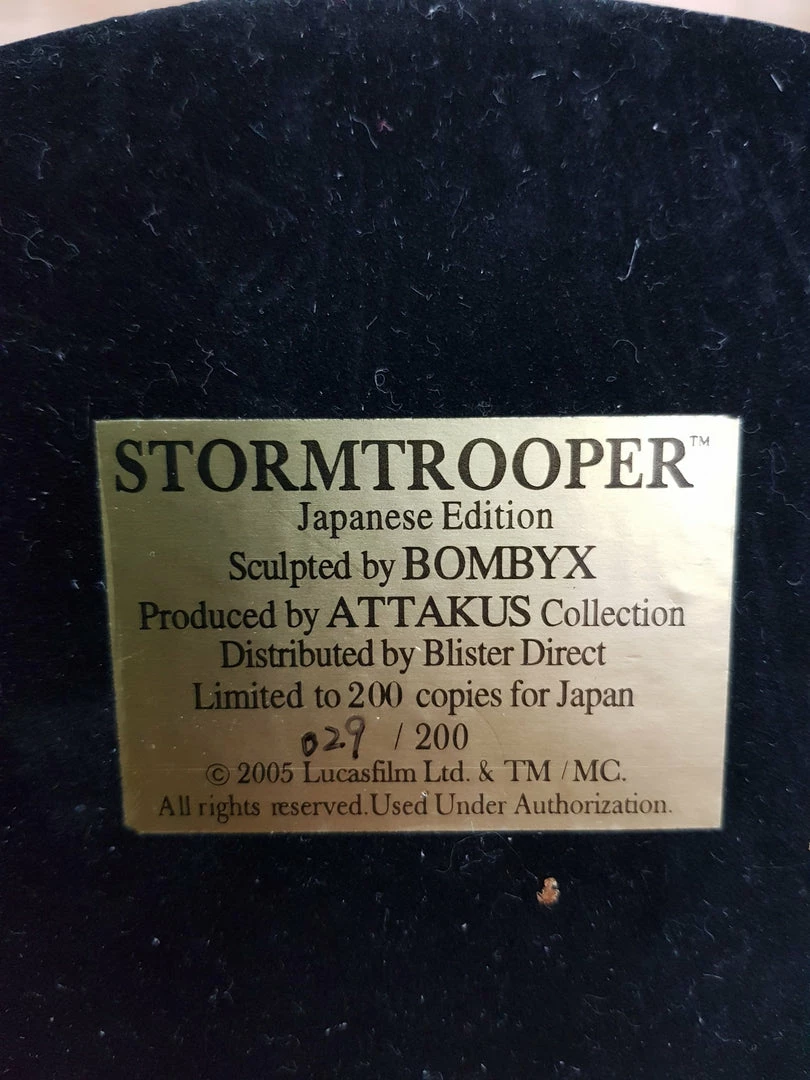 STORMTROOPER™
Japanese Edition
Sculpted by BOMBYX
Produced by ATTAKUS Collection
Distributed by Blister Direct
Limited to 200 copies for Japan
029 / 200
© 2005 Lucasfilm Ltd. & TM / MC.
All rights reserved.Used Under Authorization.